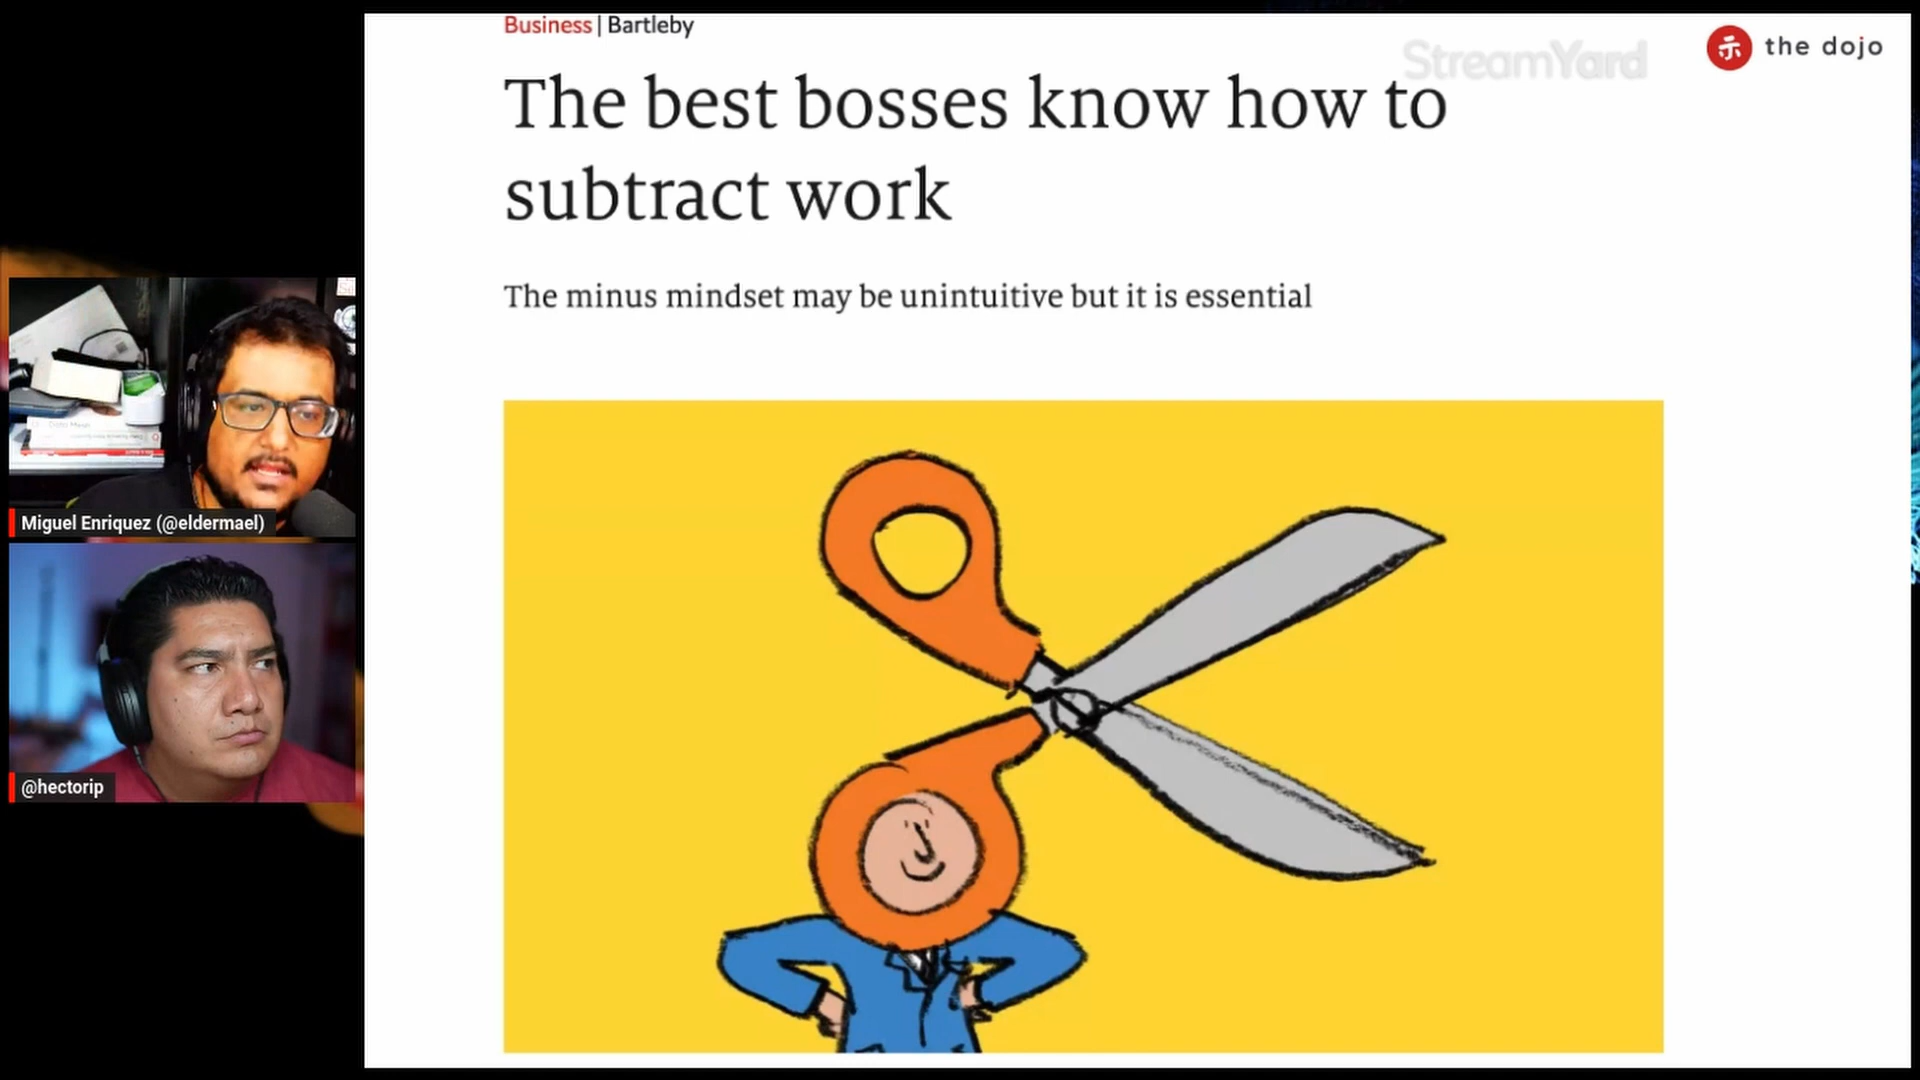 Business | Bartleby
StreamYard
the dojo
The best bosses know how to
subtract work
The minus mindset may be unintuitive but it is essential
Miguel Enriquez (@eldermael)
@hectorip